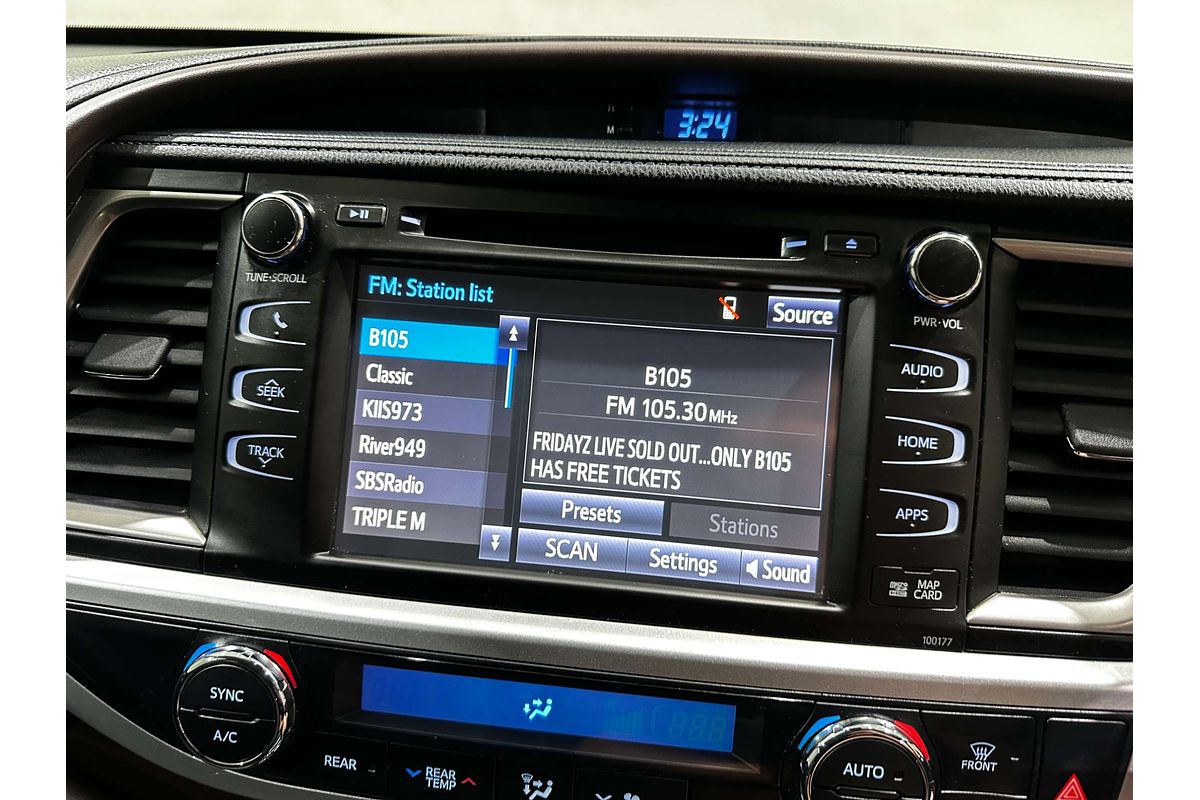 H
M
3:24
TUNE•SCROLL
FM: Station list
Source
PWR•VOL
B105
Classic
KIIS973
River949
SBSRadio
TRIPLE M
B105
FM 105.30 MHz
FRIDAYZ LIVE SOLD OUT...ONLY B105
HAS FREE TICKETS
Presets
Stations
SCAN
Settings
Sound
SEEK
TRACK
AUDIO
HOME
APPS
MAP
CARD
100177
SYNC
A/C
REAR
REAR
TEMP
AUTO
FRONT